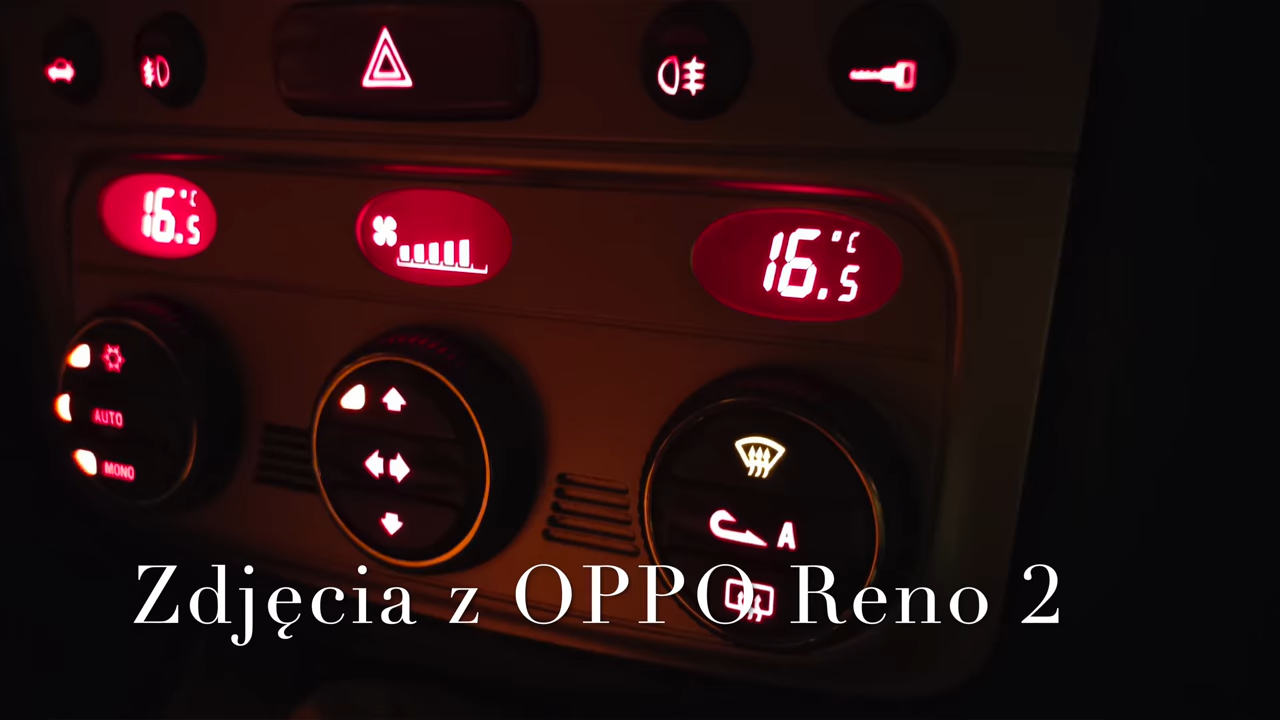 16.5 °C
16.5 °C
AUTO
MONO
A
Zdjęcia z OPPO Reno 2